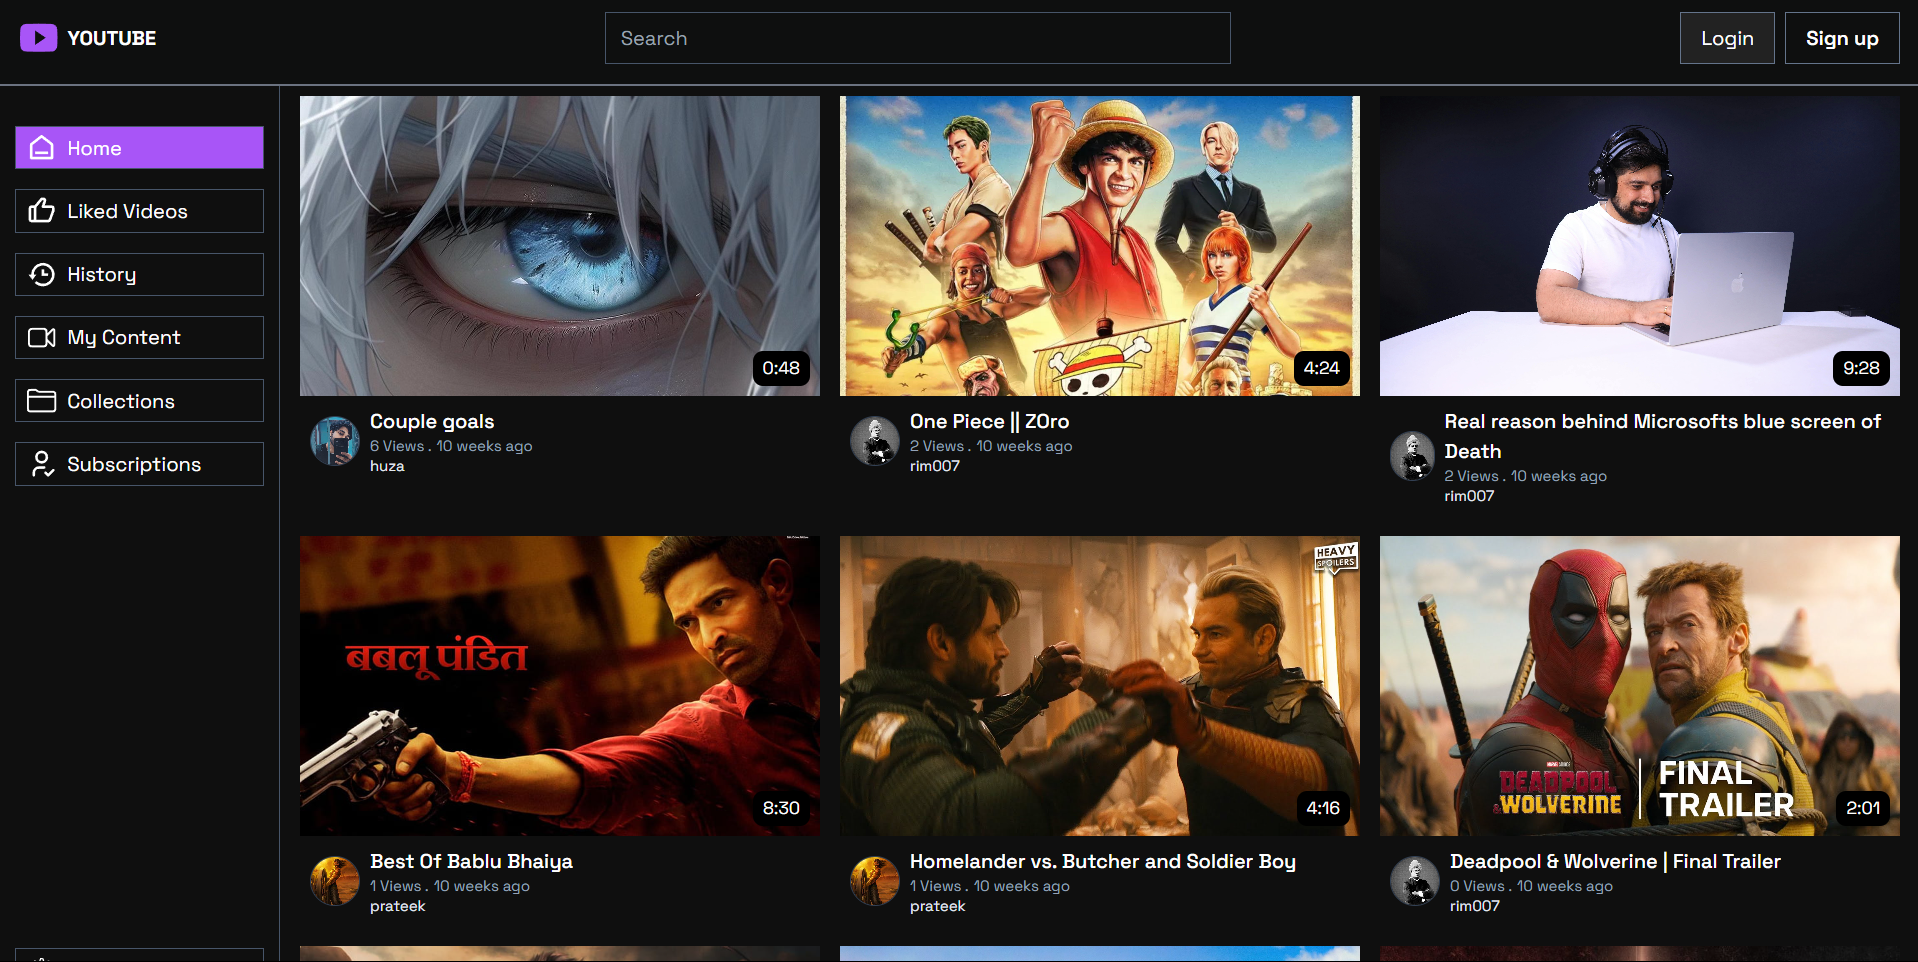 YOUTUBE
Search
Login
Sign up
Home
Liked Videos
History
My Content
Collections
Subscriptions
0:48
4:24
9:28
Couple goals
6 Views . 10 weeks ago
huza
One Piece || ZOro
2 Views . 10 weeks ago
rim007
Real reason behind Microsofts blue screen of
Death
2 Views . 10 weeks ago
rim007
बबलू पंडित
8:30
HEAVY
SPOILERS
4:16
DEADPOOL
& WOLVERINE
FINAL
TRAILER
2:01
Best Of Bablu Bhaiya
1 Views . 10 weeks ago
prateek
Homelander vs. Butcher and Soldier Boy
1 Views . 10 weeks ago
prateek
Deadpool & Wolverine | Final Trailer
0 Views . 10 weeks ago
rim007